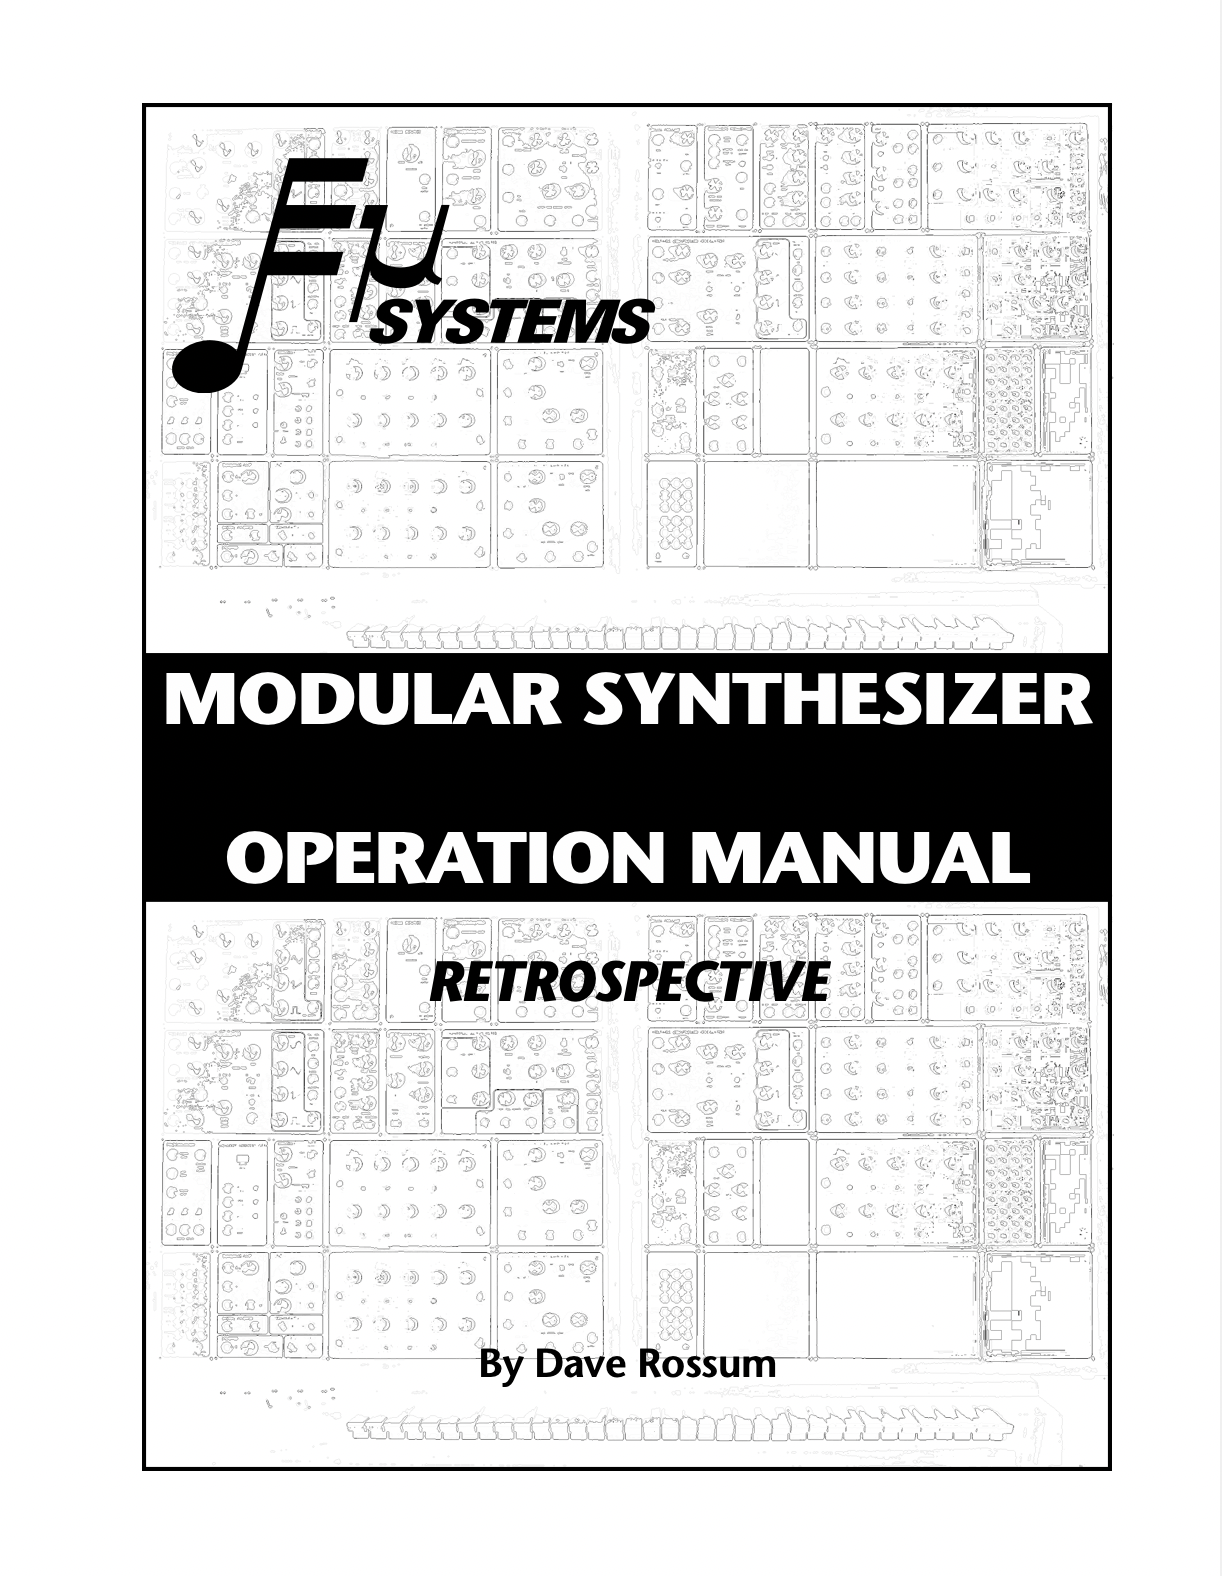 Eµ
SYSTEMS
MODULAR SYNTHESIZER
OPERATION MANUAL
RETROSPECTIVE
By Dave Rossum